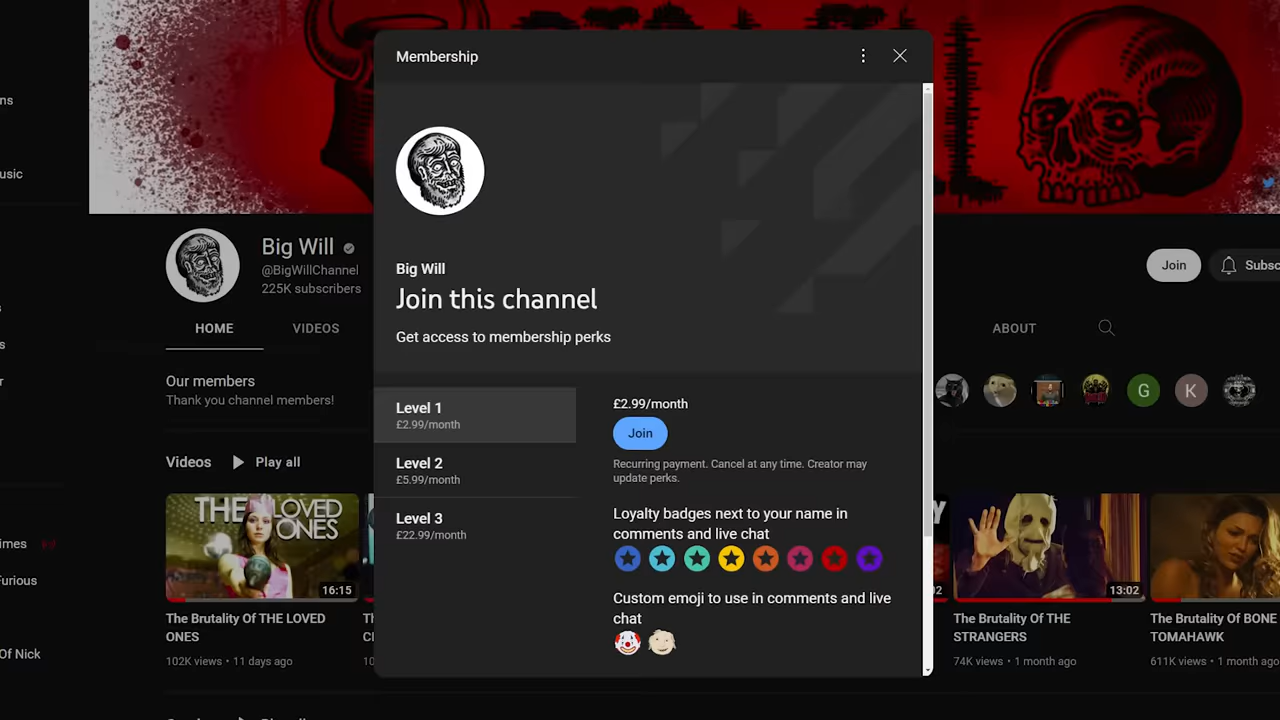 Membership
ns
usic
Big Will
@BigWillChannel
225K subscribers
Join
Subsc
HOME
VIDEOS
ABOUT
Our members
Thank you channel members!
Big Will
Join this channel
Get access to membership perks
Level 1
£2.99/month
Level 2
£5.99/month
Level 3
£22.99/month
£2.99/month
Join
Recurring payment. Cancel at any time. Creator may
update perks.
Loyalty badges next to your name in
comments and live chat
Custom emoji to use in comments and live
chat
G
K
Videos
Play all
THE LOVED
ONES
16:15
13:02
The Brutality Of THE LOVED
ONES
102K views • 11 days ago
The Brutality Of THE
STRANGERS
74K views • 1 month ago
The Brutality Of BONE
TOMAHAWK
611K views • 1 month ago
imes
Furious
Of Nick